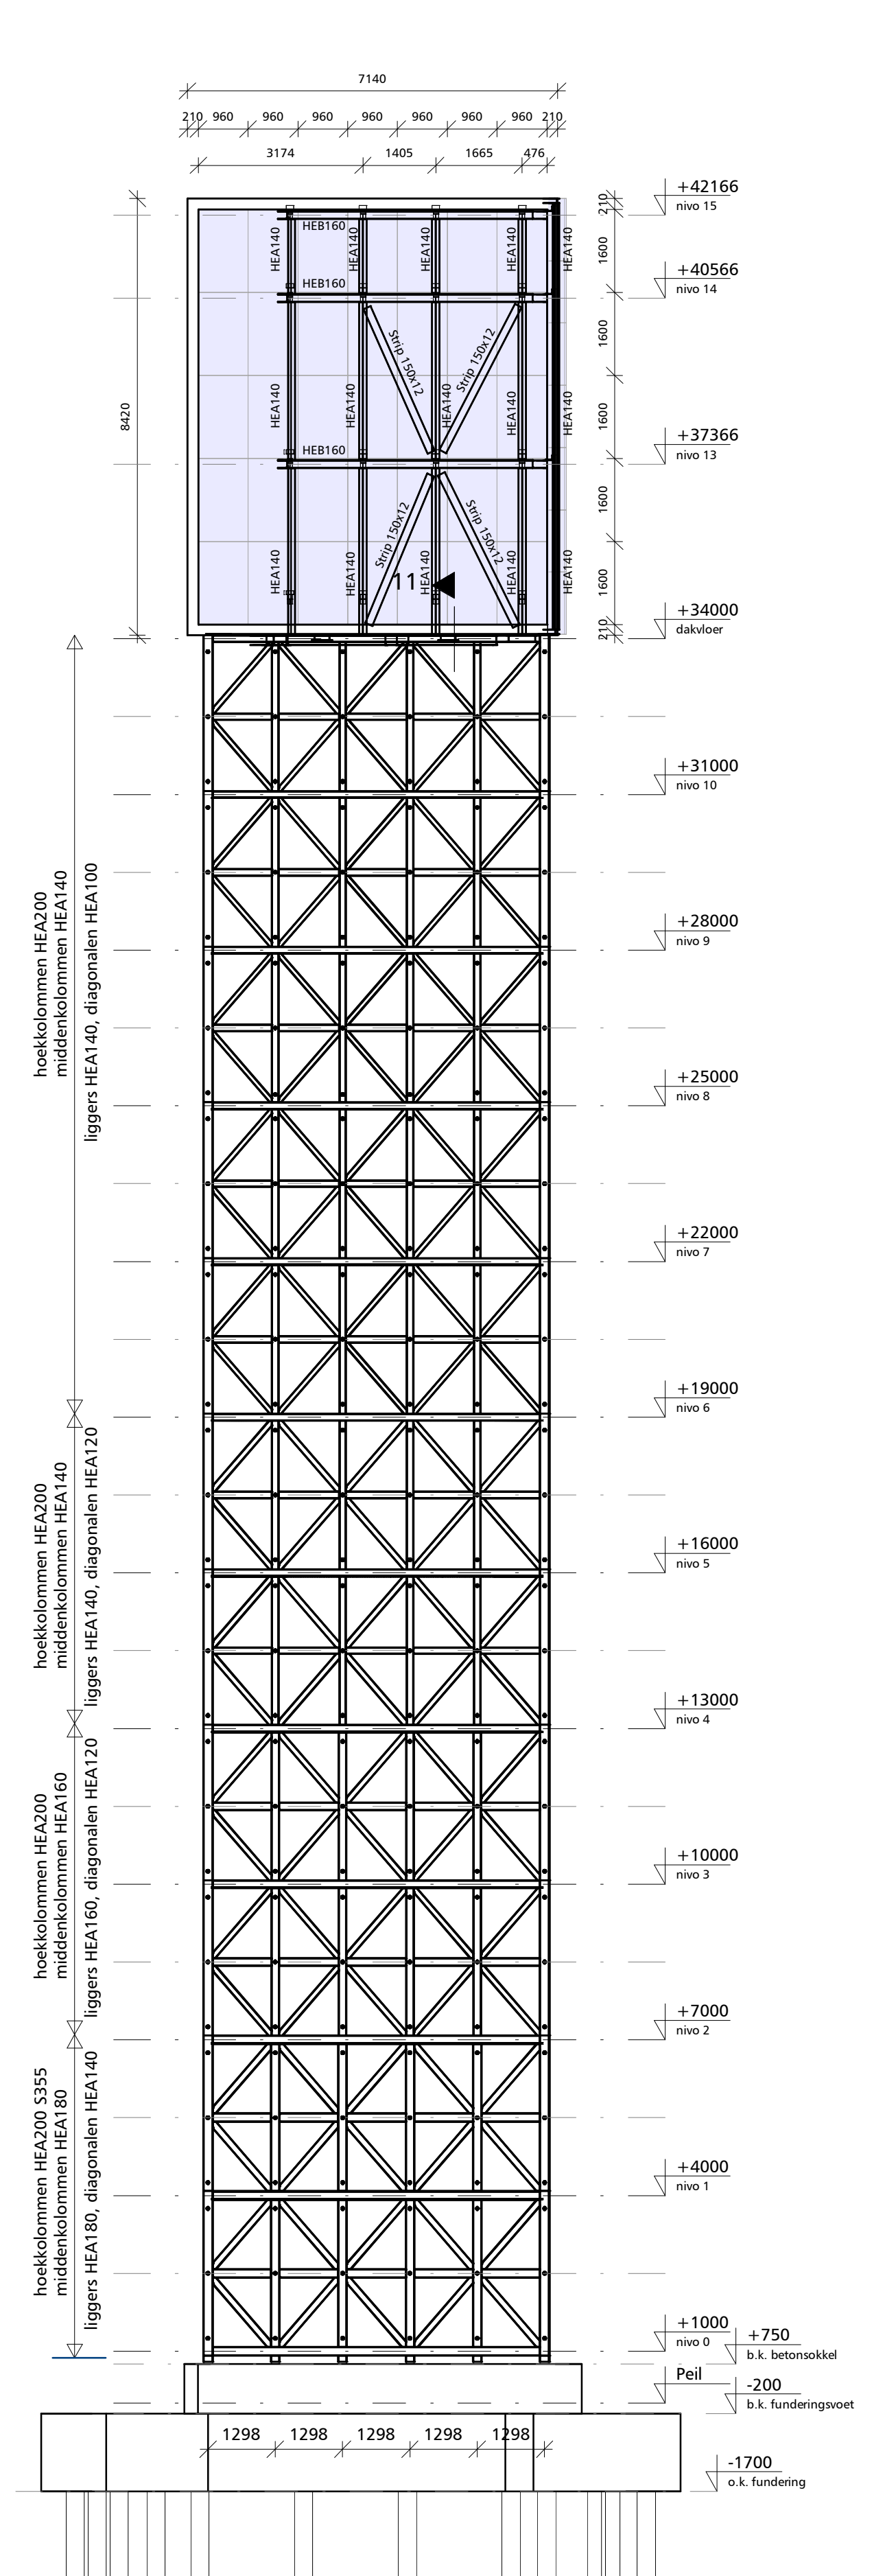 7140
210 960 960 960 960 960 960 960 210
3174 1405 1665 476
+42166
nivo 15
210
HEB160
HEA140 HEA140 HEA140 HEA140 HEA140
1600
+40566
nivo 14
HEB160
1600
Strip 150x12 Strip 150x12
8420
HEA140 HEA140 HEA140 HEA140 HEA140
1600
+37366
nivo 13
HEB160
1600
Strip 150x12 Strip 150x12
HEA140 HEA140 HEA140 HEA140 HEA140
11
1600
210
+34000
dakvloer
+31000
nivo 10
hoekkolommen HEA200
middenkolommen HEA140
liggers HEA140, diagonalen HEA100
+28000
nivo 9
+25000
nivo 8
+22000
nivo 7
+19000
nivo 6
hoekkolommen HEA200
middenkolommen HEA140
liggers HEA140, diagonalen HEA120
+16000
nivo 5
+13000
nivo 4
hoekkolommen HEA200
middenkolommen HEA160
liggers HEA160, diagonalen HEA120
+10000
nivo 3
+7000
nivo 2
hoekkolommen HEA200 S355
middenkolommen HEA180
liggers HEA180, diagonalen HEA140
+4000
nivo 1
+1000
nivo 0
+750
b.k. betonsokkel
Peil
-200
b.k. funderingsvoet
1298 1298 1298 1298 1298
-1700
o.k. fundering